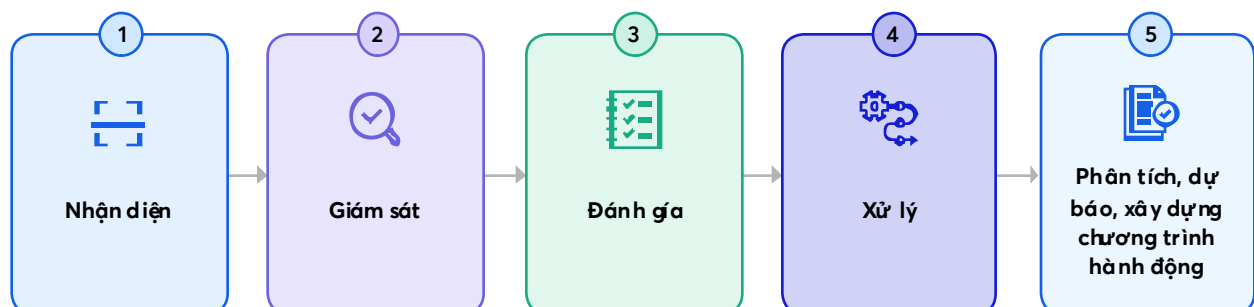 1
Nhận diện
2
Giám sát
3
Đánh gía
4
Xử lý
5
Phân tích, dự
báo, xây dựng
chương trình
hành động